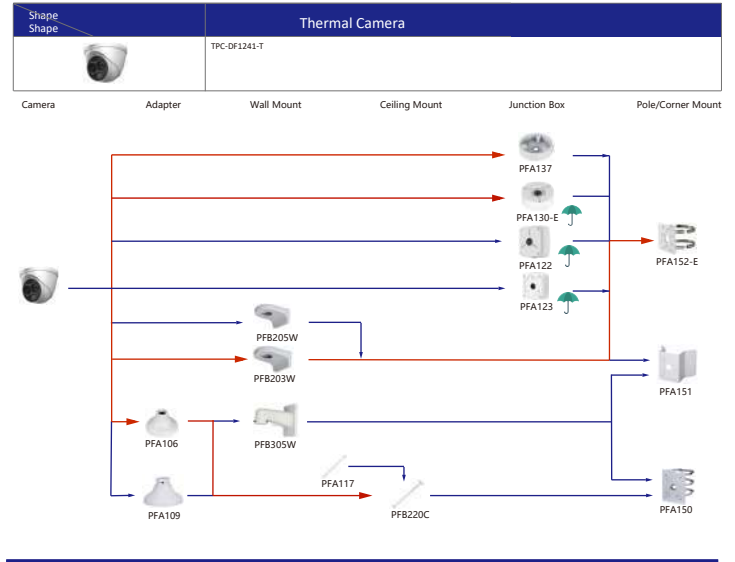 Shape
Shape
Thermal Camera
TPC-DF1241-T
Camera
Adapter
Wall Mount
Ceiling Mount
Junction Box
Pole/Corner Mount
PFA137
PFA130-E
PFA122
PFA152-E
PFA123
PFB205W
PFB203W
PFA151
PFA106
PFB305W
PFA117
PFA109
PFB220C
PFA150